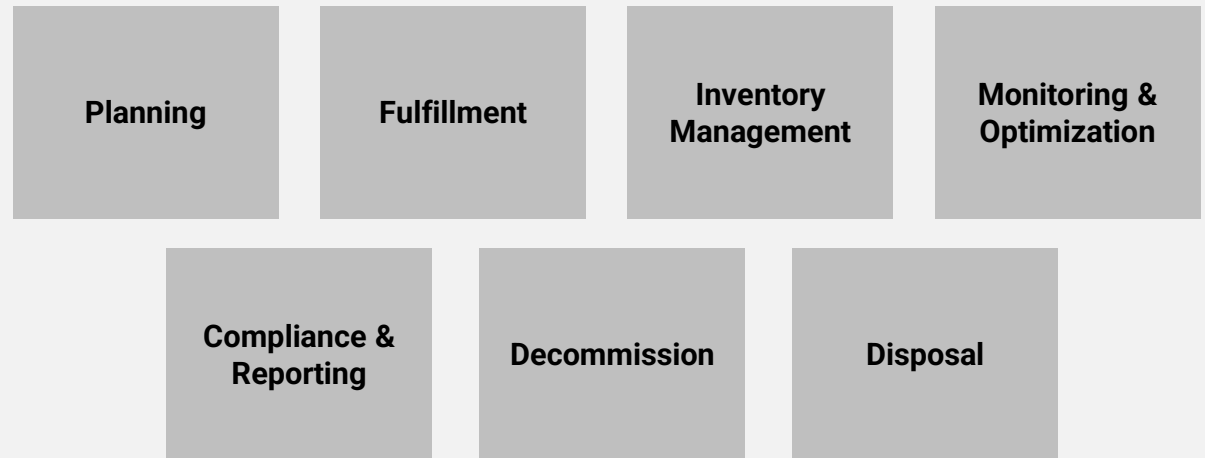 Planning
Fulfillment
Inventory
Management
Monitoring &
Optimization
Compliance &
Reporting
Decommission
Disposal